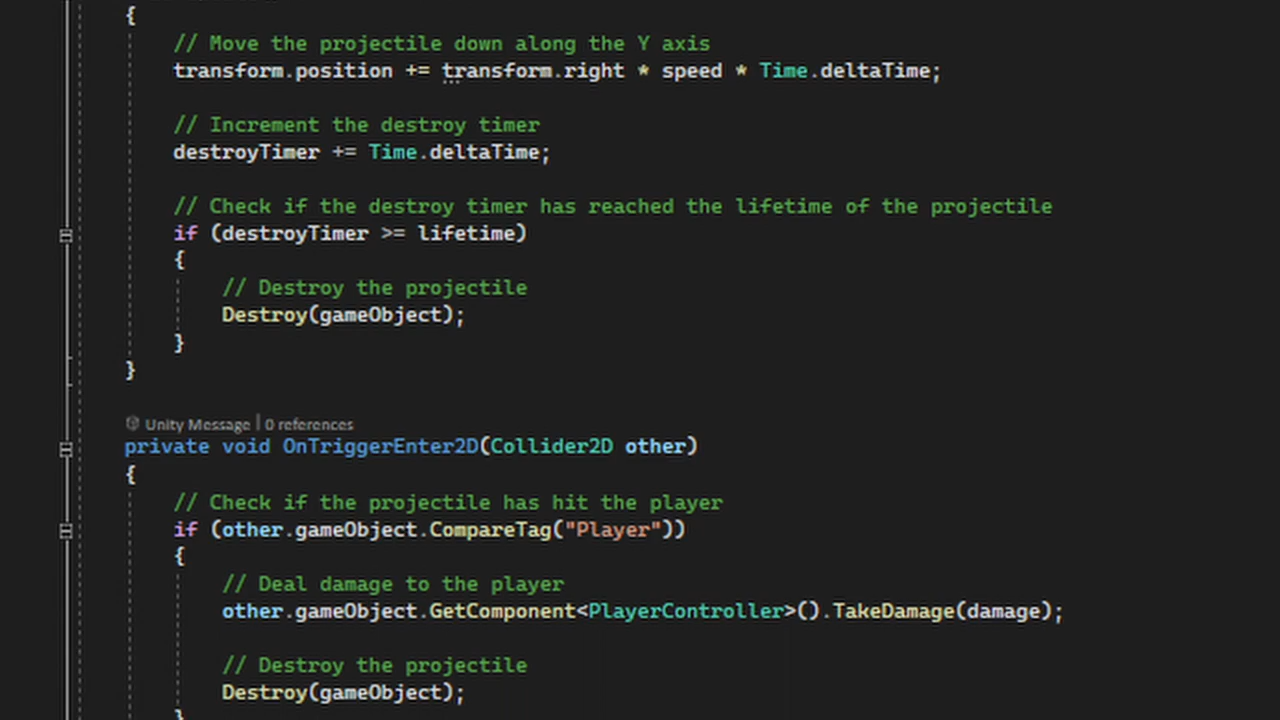 {
// Move the projectile down along the Y axis
transform.position += transform.right * speed * Time.deltaTime;
// Increment the destroy timer
destroyTimer += Time.deltaTime;
// Check if the destroy timer has reached the lifetime of the projectile
if (destroyTimer >= lifetime)
{
// Destroy the projectile
Destroy(gameObject);
}
}
Unity Message | 0 references
private void OnTriggerEnter2D(Collider2D other)
{
// Check if the projectile has hit the player
if (other.gameObject.CompareTag("Player"))
{
// Deal damage to the player
other.gameObject.GetComponent<PlayerController>().TakeDamage(damage);
// Destroy the projectile
Destroy(gameObject);
}